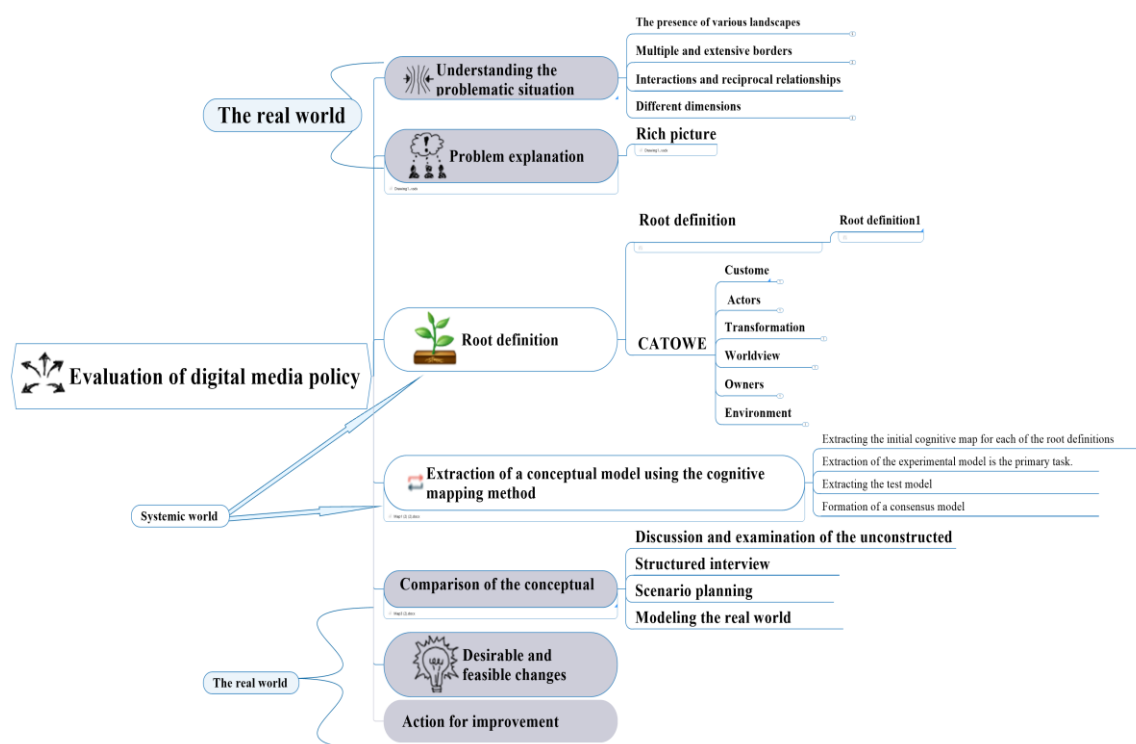 The presence of various landscapes
Understanding the
problematic situation
Multiple and extensive borders
Interactions and reciprocal relationships
Different dimensions
The real world
Problem explanation
Rich picture
Root definition
Root definition1
Custome
Actors
Transformation
CATOWE
Worldview
Owners
Environment
Root definition
Evaluation of digital media policy
Extraction of a conceptual model using the cognitive
mapping method
Extracting the initial cognitive map for each of the root definitions
Extraction of the experimental model is the primary task.
Extracting the test model
Formation of a consensus model
Systemic world
Comparison of the conceptual
Discussion and examination of the unconstructed
Structured interview
Scenario planning
Modeling the real world
The real world
Desirable and
feasible changes
Action for improvement